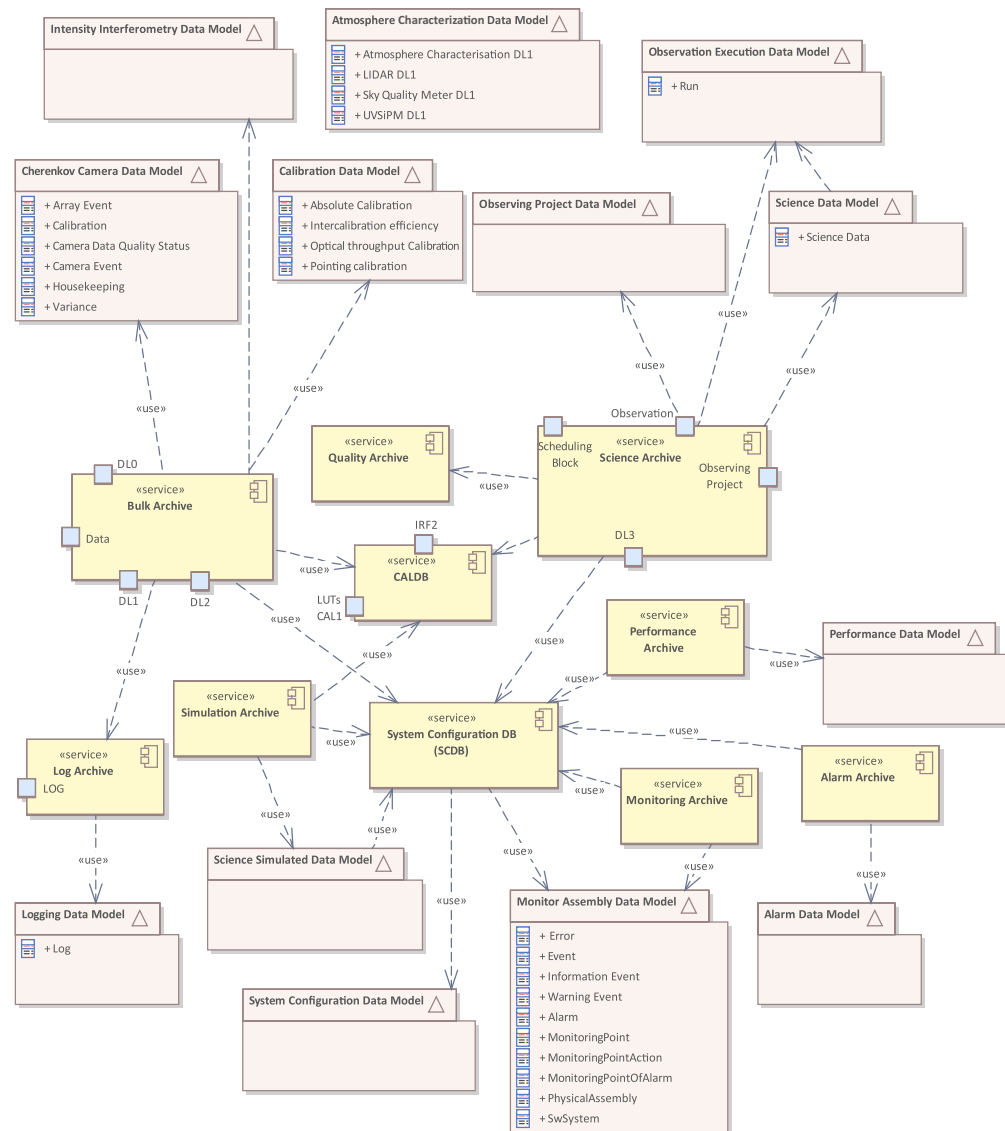 Intensity Interferometry Data Model
Atmosphere Characterization Data Model
+ Atmosphere Characterisation DL1
+ LIDAR DL1
+ Sky Quality Meter DL1
+ UVSiPM DL1
Observation Execution Data Model
+ Run
Cherenkov Camera Data Model
+ Array Event
+ Calibration
+ Camera Data Quality Status
+ Camera Event
+ Housekeeping
+ Variance
Calibration Data Model
+ Absolute Calibration
+ Intercalibration efficiency
+ Optical throughput Calibration
+ Pointing calibration
Observing Project Data Model
Science Data Model
+ Science Data
«use»
«use»
«use»
«use»
«use»
«use»
Observation
Scheduling
Block
«service»
Science Archive
Observing
Project
DL3
«service»
Quality Archive
«use»
DL0
«service»
Bulk Archive
Data
DL1
DL2
IRF2
«service»
CALDB
LUTs
CAL1
«use»
«use»
«use»
«use»
«use»
«service»
Performance
Archive
«use»
Performance Data Model
«use»
«service»
Simulation Archive
«use»
«service»
System Configuration DB
(SCDB)
«use»
«service»
Log Archive
LOG
«service»
Monitoring Archive
«use»
«service»
Alarm Archive
«use»
«use»
«use»
«use»
«use»
«use»
«use»
«use»
Science Simulated Data Model
Logging Data Model
+ Log
System Configuration Data Model
Monitor Assembly Data Model
+ Error
+ Event
+ Information Event
+ Warning Event
+ Alarm
+ MonitoringPoint
+ MonitoringPointAction
+ MonitoringPointOfAlarm
+ PhysicalAssembly
+ SwSystem
Alarm Data Model